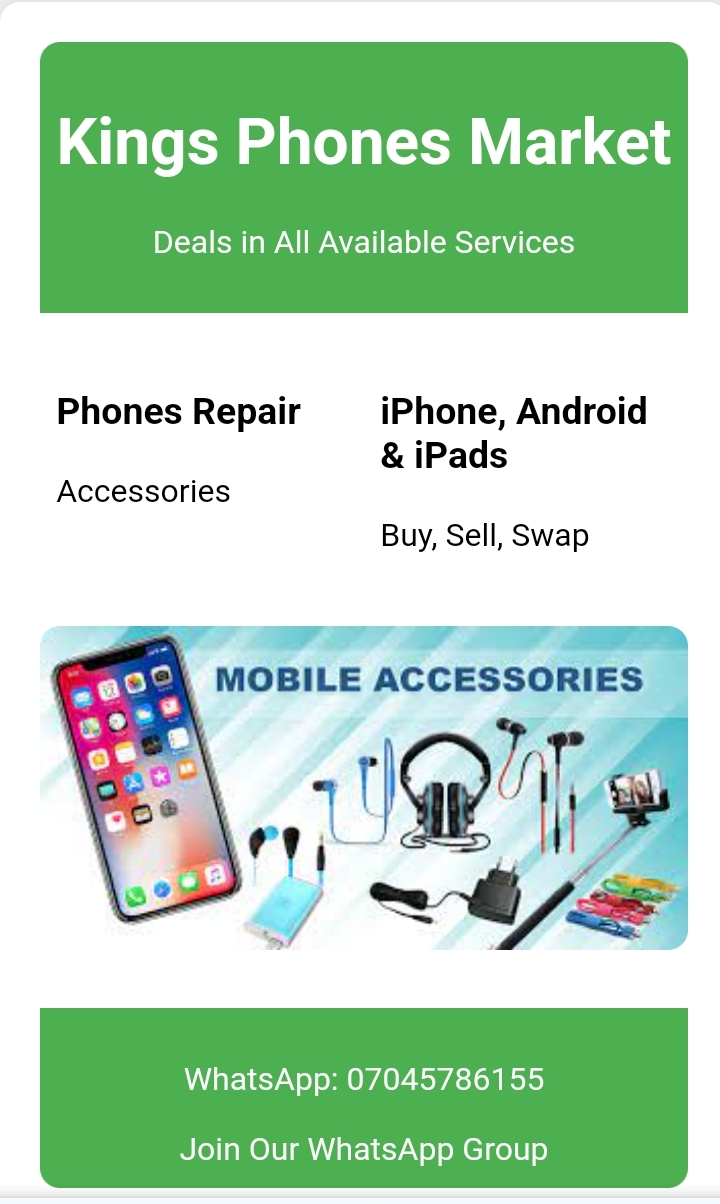 Kings Phones Market
Deals in All Available Services
Phones Repair
Accessories
iPhone, Android
& iPads
Buy, Sell, Swap
MOBILE ACCESSORIES
WhatsApp: 07045786155
Join Our WhatsApp Group